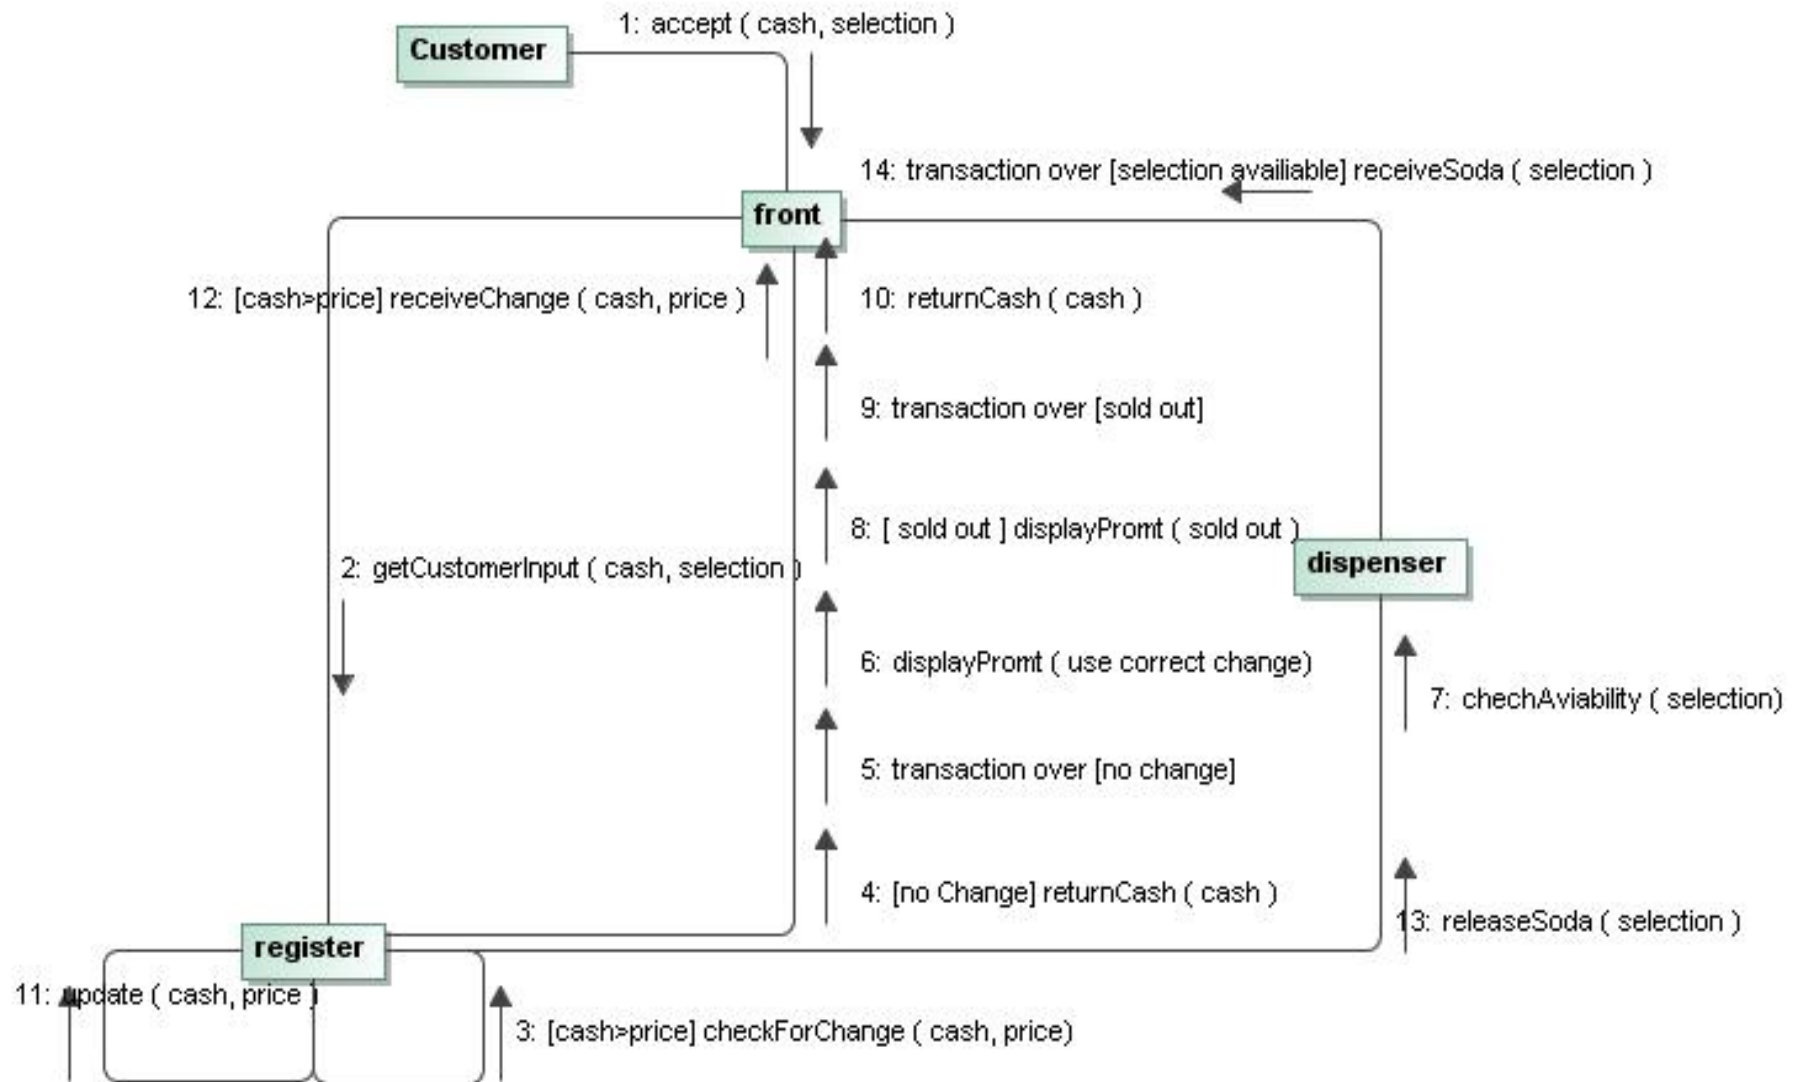 1: accept ( cash, selection )
Customer
14: transaction over [selection availiable] receiveSoda ( selection )
front
12: [cash>price] receiveChange ( cash, price )
10: returnCash ( cash )
9: transaction over [sold out]
8: [ sold out ] displayPromt ( sold out )
dispenser
2: getCustomerInput ( cash, selection )
6: displayPromt ( use correct change)
7: chechAviability ( selection)
5: transaction over [no change]
4: [no Change] returnCash ( cash )
13: releaseSoda ( selection )
register
11: update ( cash, price )
3: [cash>price] checkForChange ( cash, price)